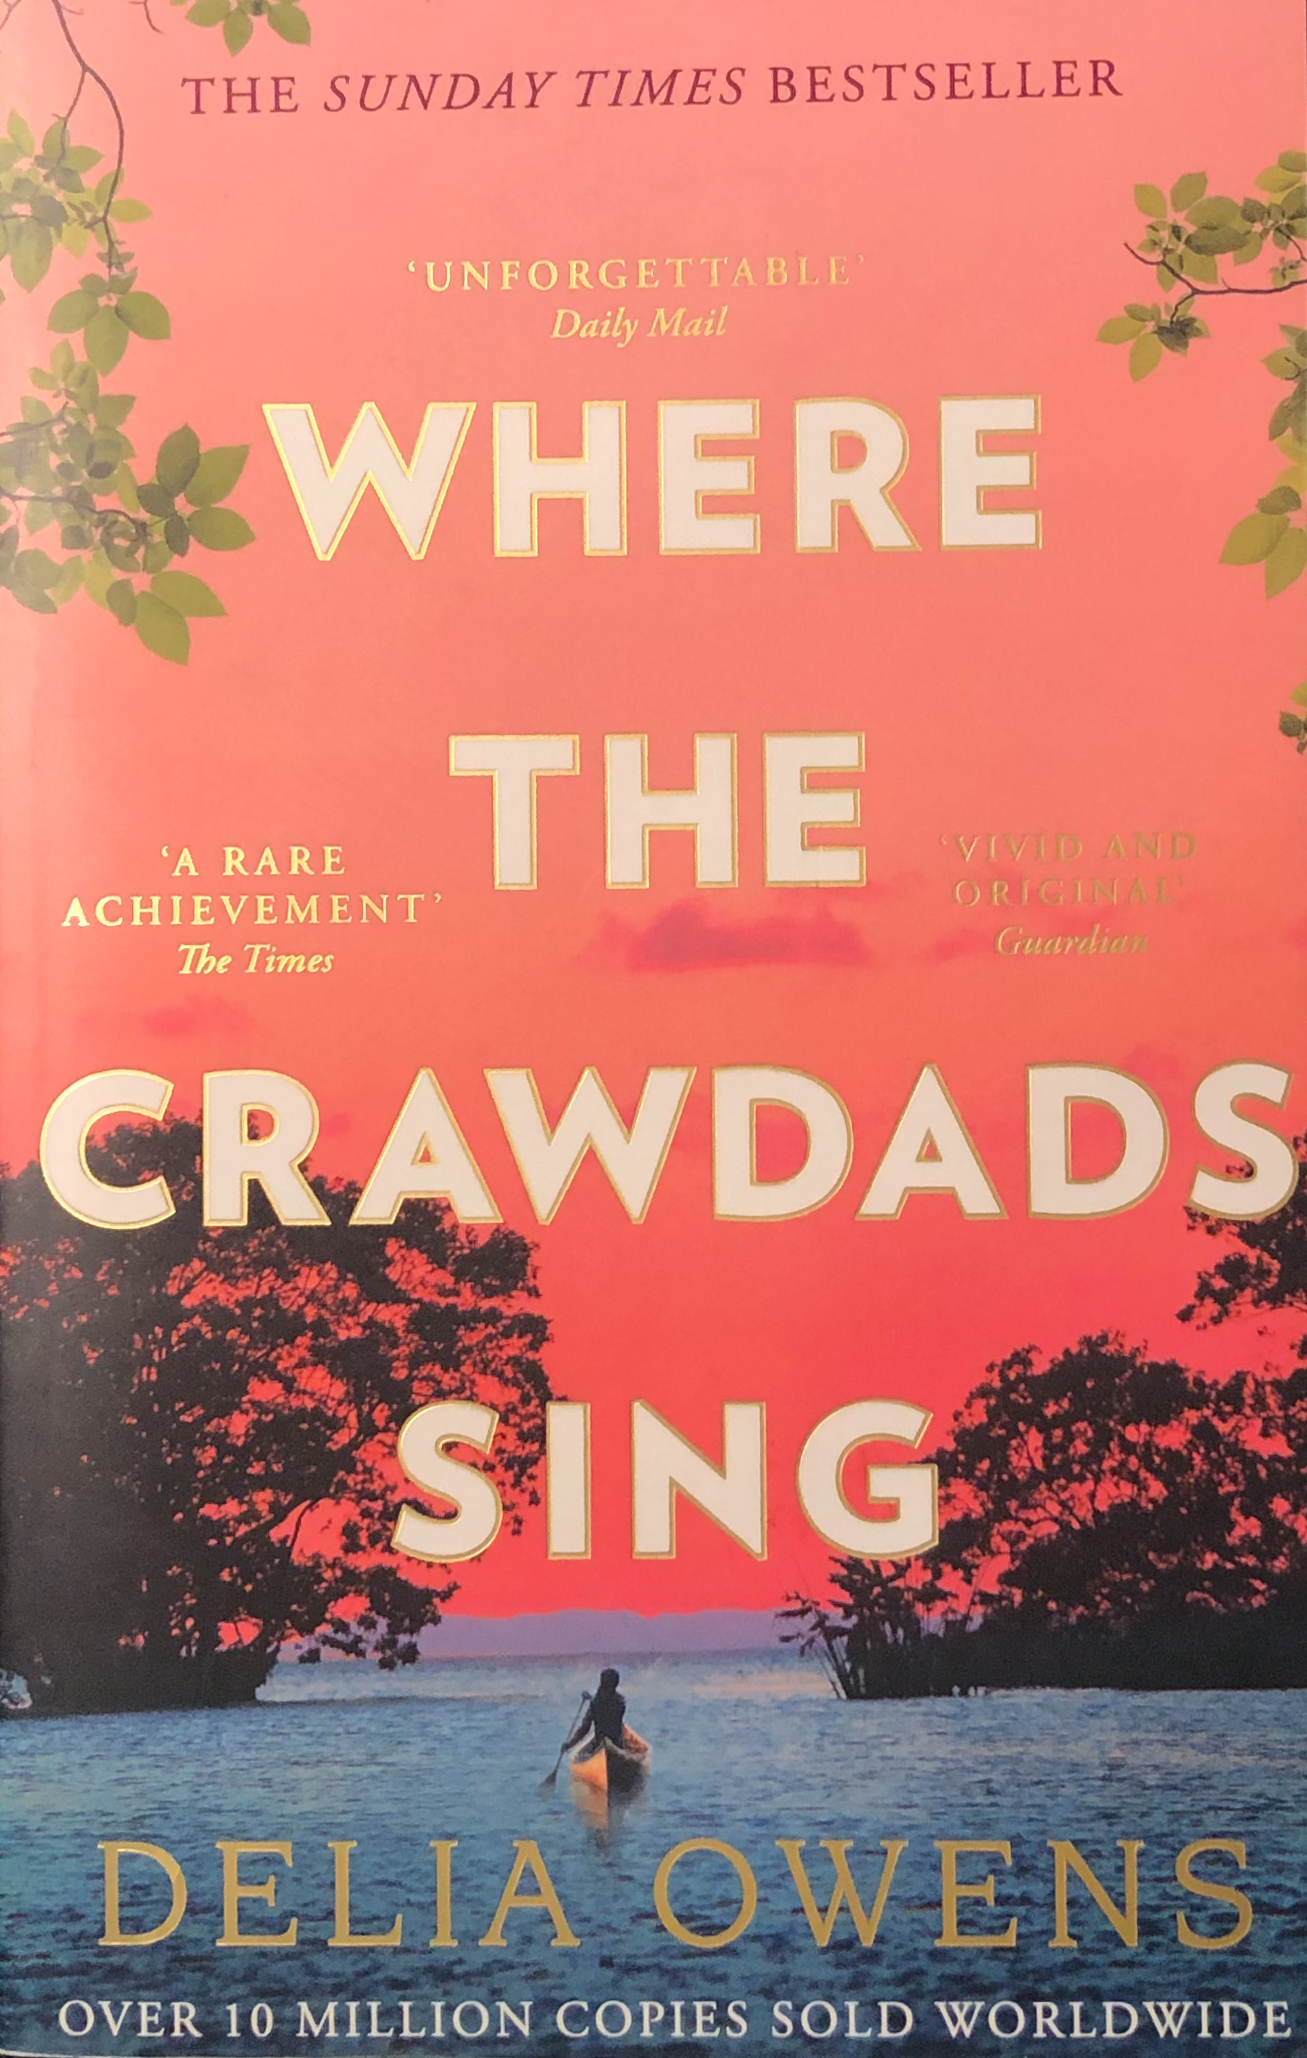 THE SUNDAY TIMES BESTSELLER
‘UNFORGETTABLE’
Daily Mail
WHERE
THE
‘A RARE
ACHIEVEMENT’
The Times
‘VIVID AND
ORIGINAL’
Guardian
CRAWDADS
SING
DELIA OWENS
OVER 10 MILLION COPIES SOLD WORLDWIDE